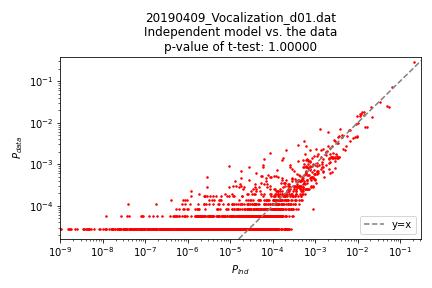 20190409_Vocalization_d01.dat
Independent model vs. the data
p-value of t-test: 1.00000
P_data
10^-1
10^-2
10^-3
10^-4
y=x
10^-9 10^-8 10^-7 10^-6 10^-5 10^-4 10^-3 10^-2 10^-1
P_ind